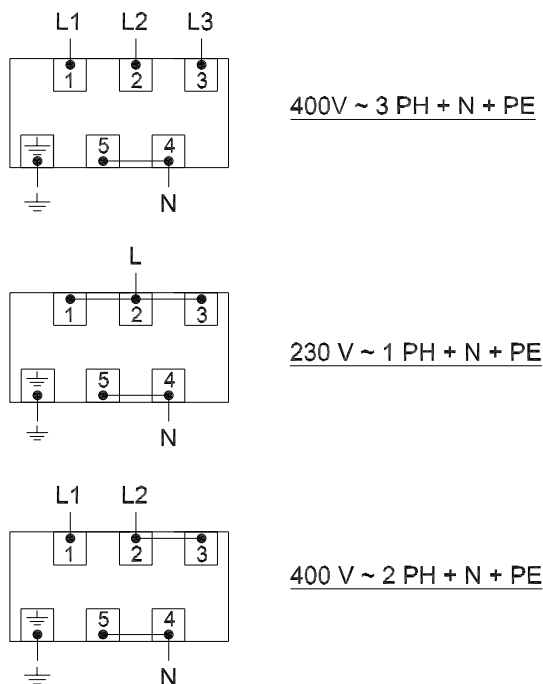 L1 L2 L3
1 2 3
400V ~ 3 PH + N + PE
5 4
N
L
1 2 3
230 V ~ 1 PH + N + PE
5 4
N
L1 L2
1 2 3
400 V ~ 2 PH + N + PE
5 4
N